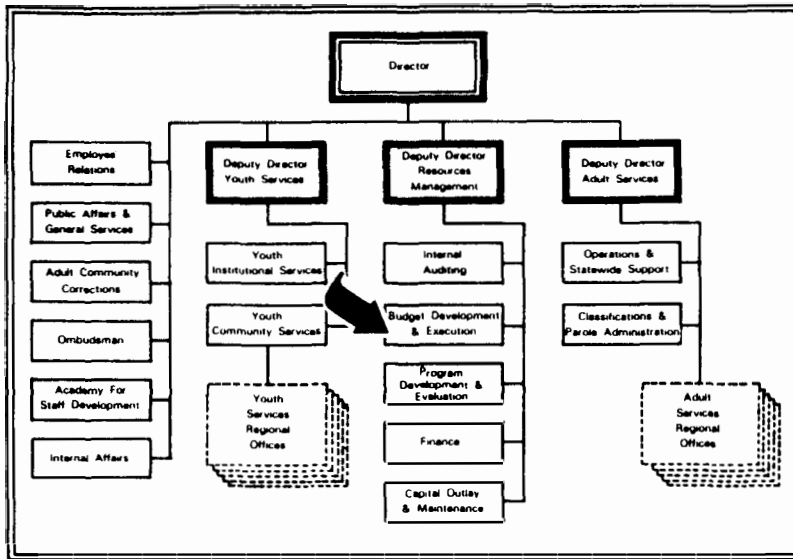 Director
Employee
Relations
Public Affairs &
General Services
Adult Community
Corrections
Ombudsman
Academy For
Staff Development
Internal Affairs
Deputy Director
Youth Services
Youth
Institutional Services
Youth
Community Services
Youth
Services
Regional
Offices
Deputy Director
Resources
Management
Internal
Auditing
Budget Development
& Execution
Program
Development &
Evaluation
Finance
Capital Outlay
& Maintenance
Deputy Director
Adult Services
Operations &
Statewide Support
Classifications &
Parole Administration
Adult
Services
Regional
Offices